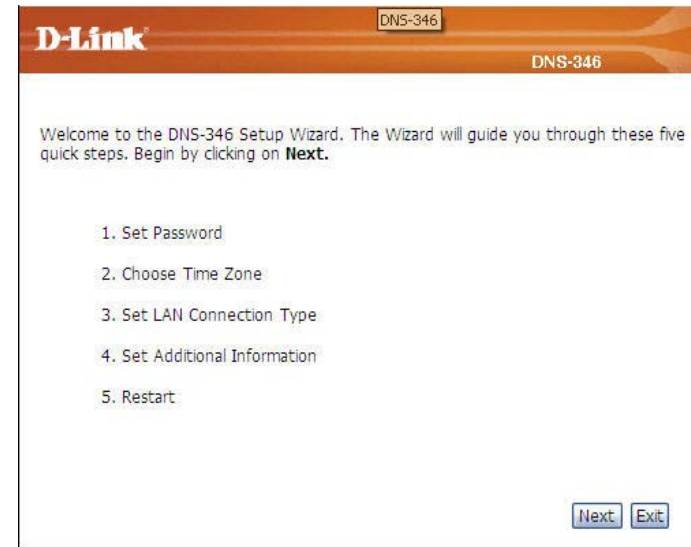 DNS-346
D-Link
DNS-346
Welcome to the DNS-346 Setup Wizard. The Wizard will guide you through these five
quick steps. Begin by clicking on Next.
1. Set Password
2. Choose Time Zone
3. Set LAN Connection Type
4. Set Additional Information
5. Restart
Next Exit